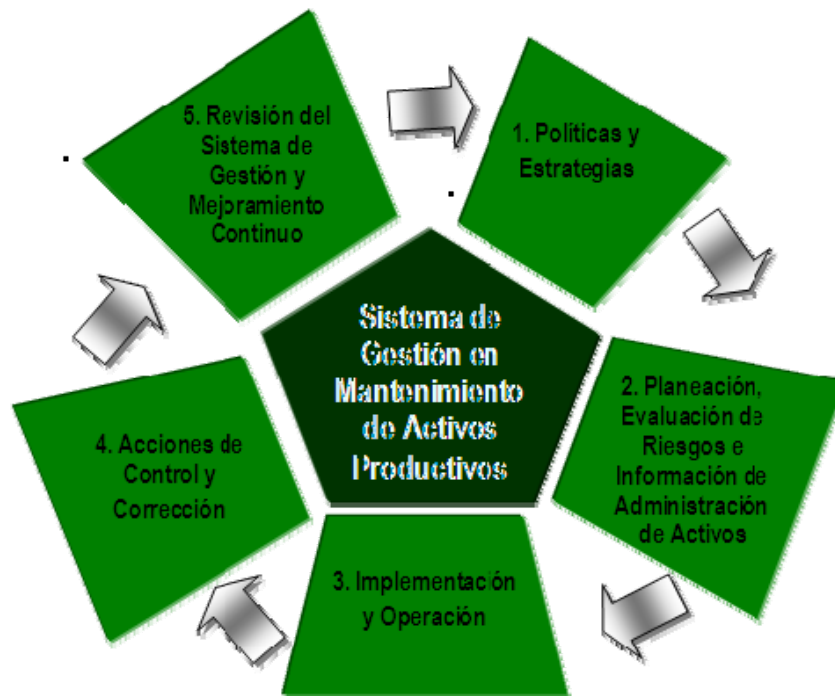 5. Revisión del
Sistema de
Gestión y
Mejoramiento
Continuo
1. Políticas y
Estrategias
Sistema de
Gestión en
Mantenimiento
de Activos
Productivos
2. Planeación,
Evaluación de
Riesgos e
Información de
Administración
de Activos
4. Acciones de
Control y
Corrección
3. Implementación
y Operación